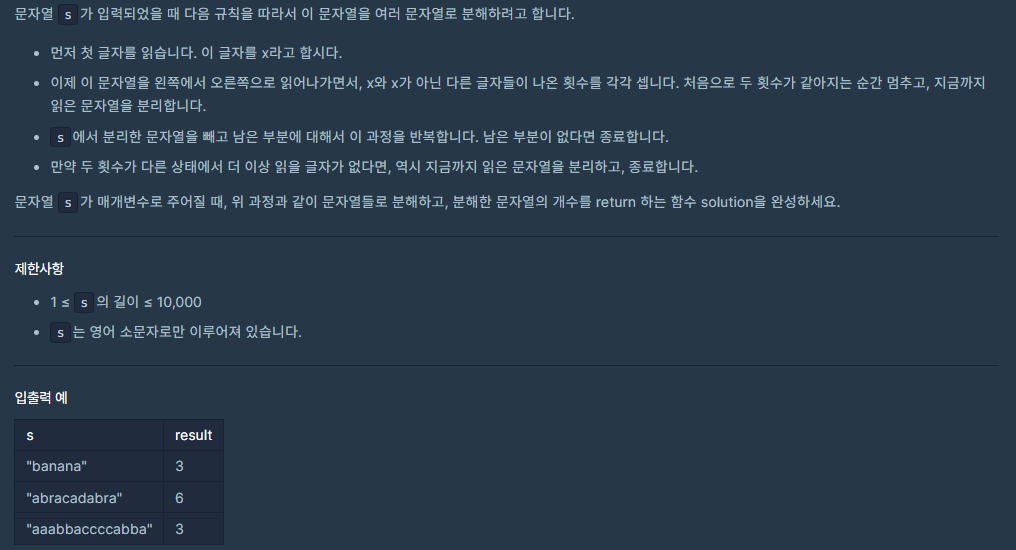 문자열 s 가 입력되었을 때 다음 규칙을 따라서 이 문자열을 여러 문자열로 분해하려고 합니다.
• 먼저 첫 글자를 읽습니다. 이 글자를 x라고 합시다.
• 이제 이 문자열을 왼쪽에서 오른쪽으로 읽어나가면서, x와 x가 아닌 다른 글자들이 나온 횟수를 각각 셉니다. 처음으로 두 횟수가 같아지는 순간 멈추고, 지금까지
읽은 문자열을 분리합니다.
• s 에서 분리한 문자열을 빼고 남은 부분에 대해서 이 과정을 반복합니다. 남은 부분이 없다면 종료합니다.
• 만약 두 횟수가 다른 상태에서 더 이상 읽을 글자가 없다면, 역시 지금까지 읽은 문자열을 분리하고, 종료합니다.
문자열 s 가 매개변수로 주어질 때, 위 과정과 같이 문자열들로 분해하고, 분해한 문자열의 개수를 return 하는 함수 solution을 완성하세요.
제한사항
• 1 ≤ s 의 길이 ≤ 10,000
• s 는 영어 소문자로만 이루어져 있습니다.
입출력 예
s result
"banana" 3
"abracadabra" 6
"aaabbaccccabba" 3